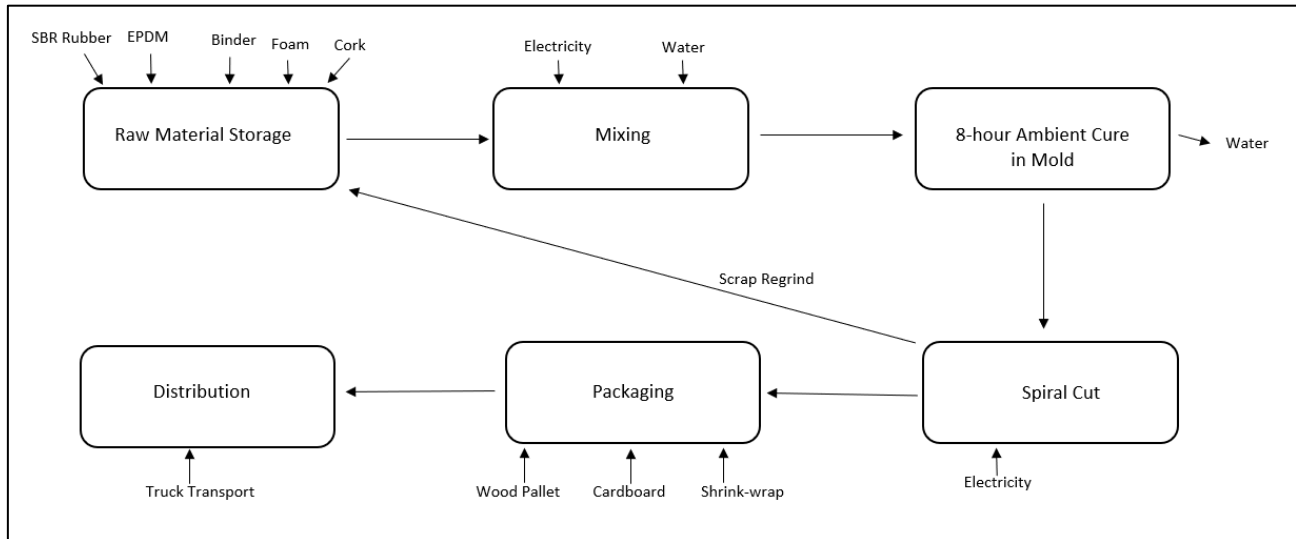 SBR Rubber
EPDM
Binder
Foam
Cork
Electricity
Water
Raw Material Storage
Mixing
8-hour Ambient Cure
in Mold
Water
Scrap Regrind
Distribution
Packaging
Spiral Cut
Truck Transport
Wood Pallet
Cardboard
Shrink-wrap
Electricity